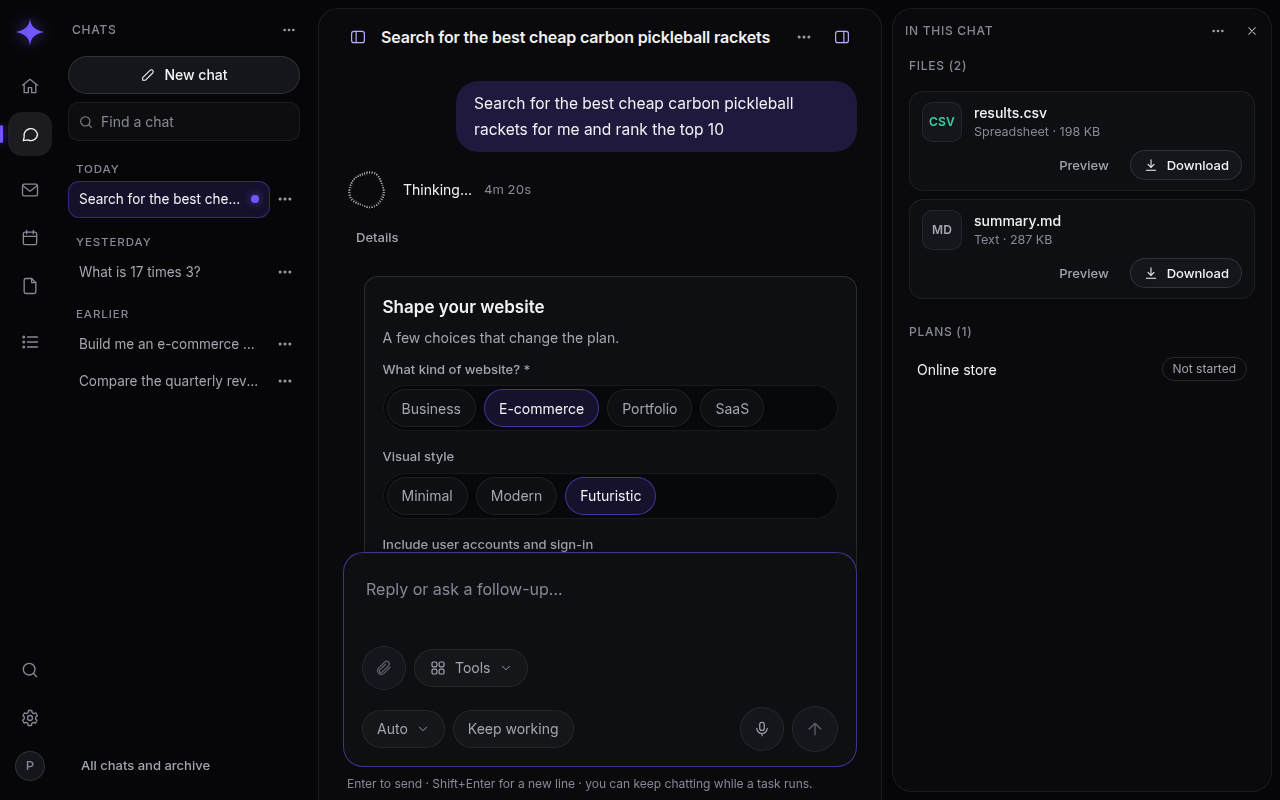 CHATS
New chat
Find a chat
TODAY
Search for the best che...
YESTERDAY
What is 17 times 3?
EARLIER
Build me an e-commerce ...
Compare the quarterly rev...
P
All chats and archive
Search for the best cheap carbon pickleball rackets
Search for the best cheap carbon pickleball
rackets for me and rank the top 10
Thinking... 4m 20s
Details
Shape your website
A few choices that change the plan.
What kind of website? *
Business E-commerce Portfolio SaaS
Visual style
Minimal Modern Futuristic
Include user accounts and sign-in
Reply or ask a follow-up...
Tools
Auto Keep working
Enter to send · Shift+Enter for a new line · you can keep chatting while a task runs.
IN THIS CHAT
FILES (2)
CSV
results.csv
Spreadsheet · 198 KB
Preview Download
MD
summary.md
Text · 287 KB
Preview Download
PLANS (1)
Online store Not started